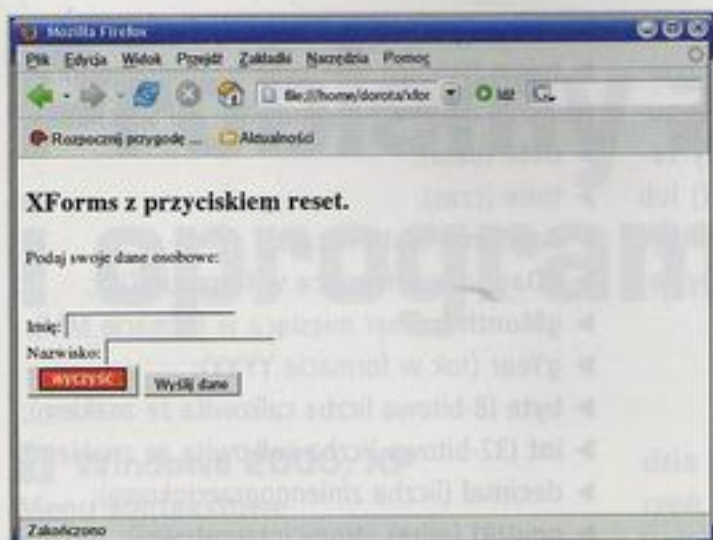 Mozilla Firefox
Plik Edycja Widok Przejdź Zakładki Narzędzia Pomoc
file:///home/dorota/xfor Idź
Rozpocznij przygodę ... Aktualności
XForms z przyciskiem reset.
Podaj swoje dane osobowe:
Imię:
Nazwisko:
WYCZYŚĆ Wyślij dane
Zakończono